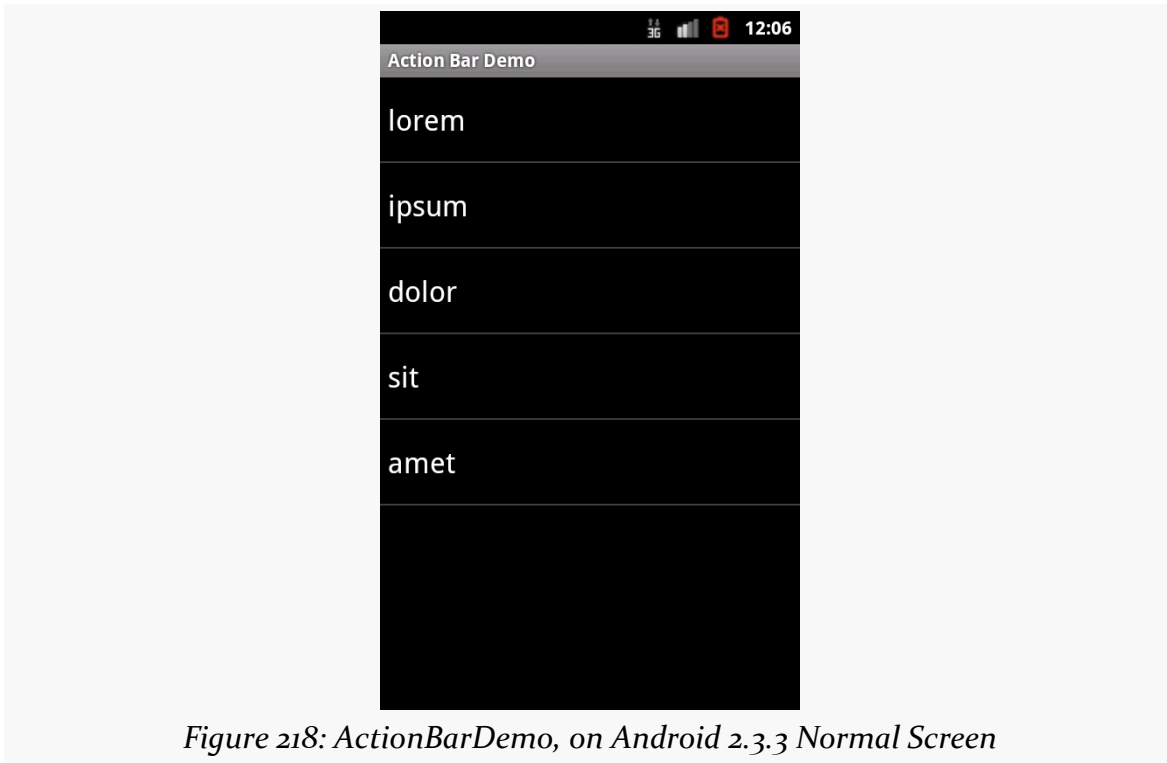 3G 12:06
Action Bar Demo
lorem
ipsum
dolor
sit
amet
Figure 218: ActionBarDemo, on Android 2.3.3 Normal Screen